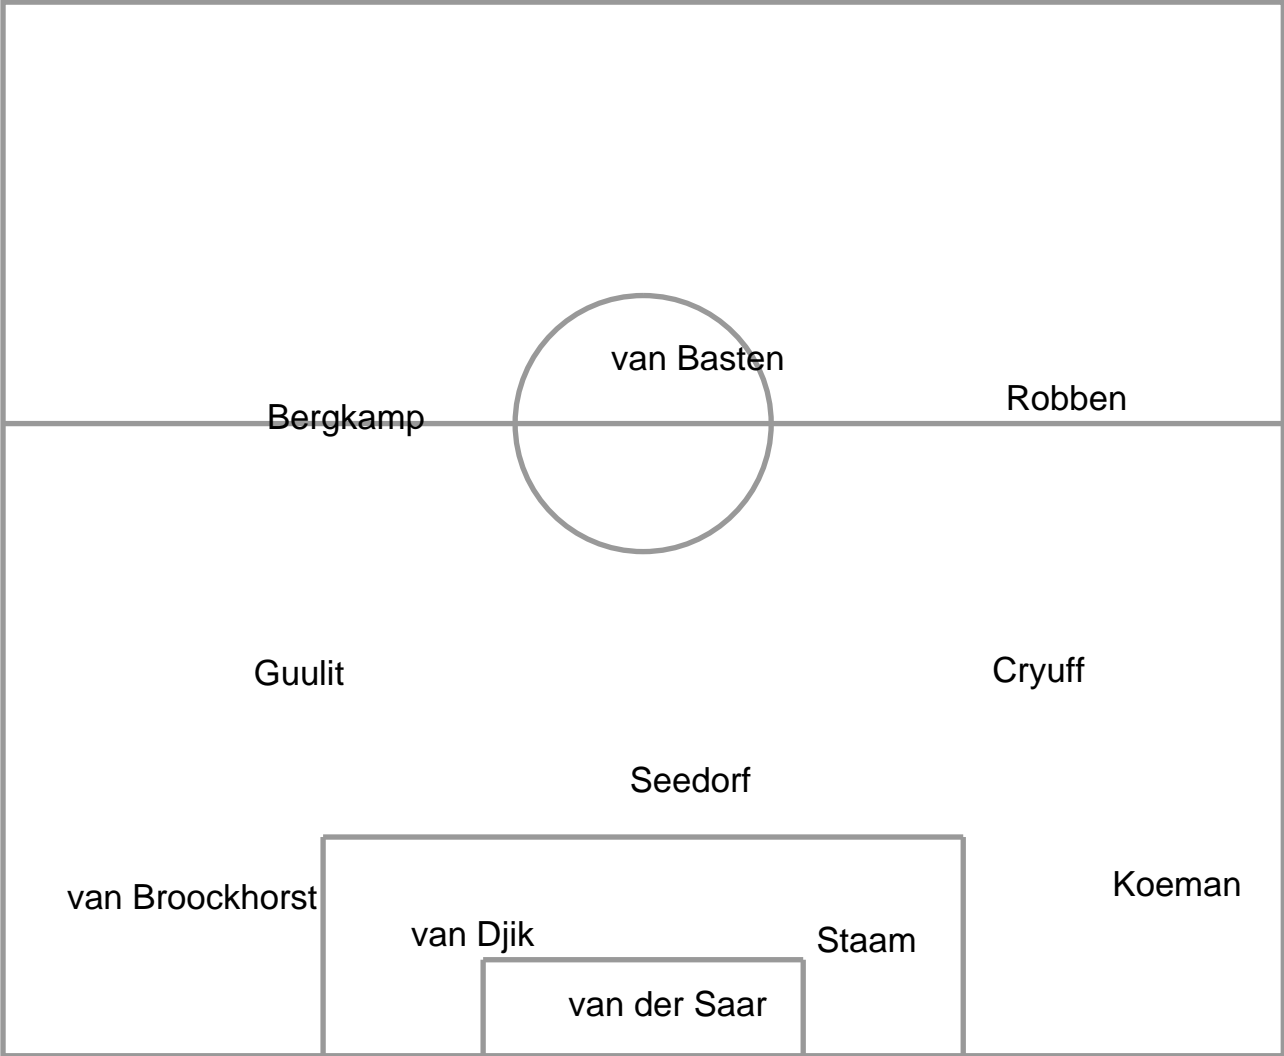 van Basten
Robben
Bergkamp
Guulit
Cryuff
Seedorf
van Broockhorst
Koeman
van Djik
Staam
van der Saar